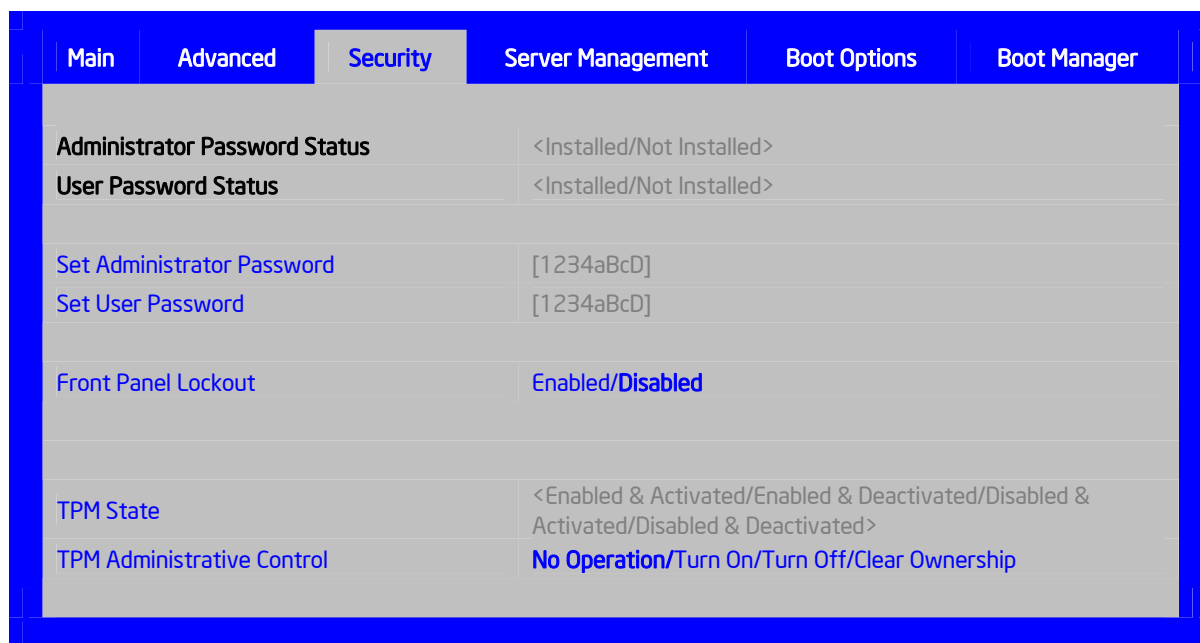 Main Advanced Security Server Management Boot Options Boot Manager
Administrator Password Status <Installed/Not Installed>
User Password Status <Installed/Not Installed>
Set Administrator Password [1234aBcD]
Set User Password [1234aBcD]
Front Panel Lockout Enabled/Disabled
TPM State <Enabled & Activated/Enabled & Deactivated/Disabled &
Activated/Disabled & Deactivated>
TPM Administrative Control No Operation/Turn On/Turn Off/Clear Ownership